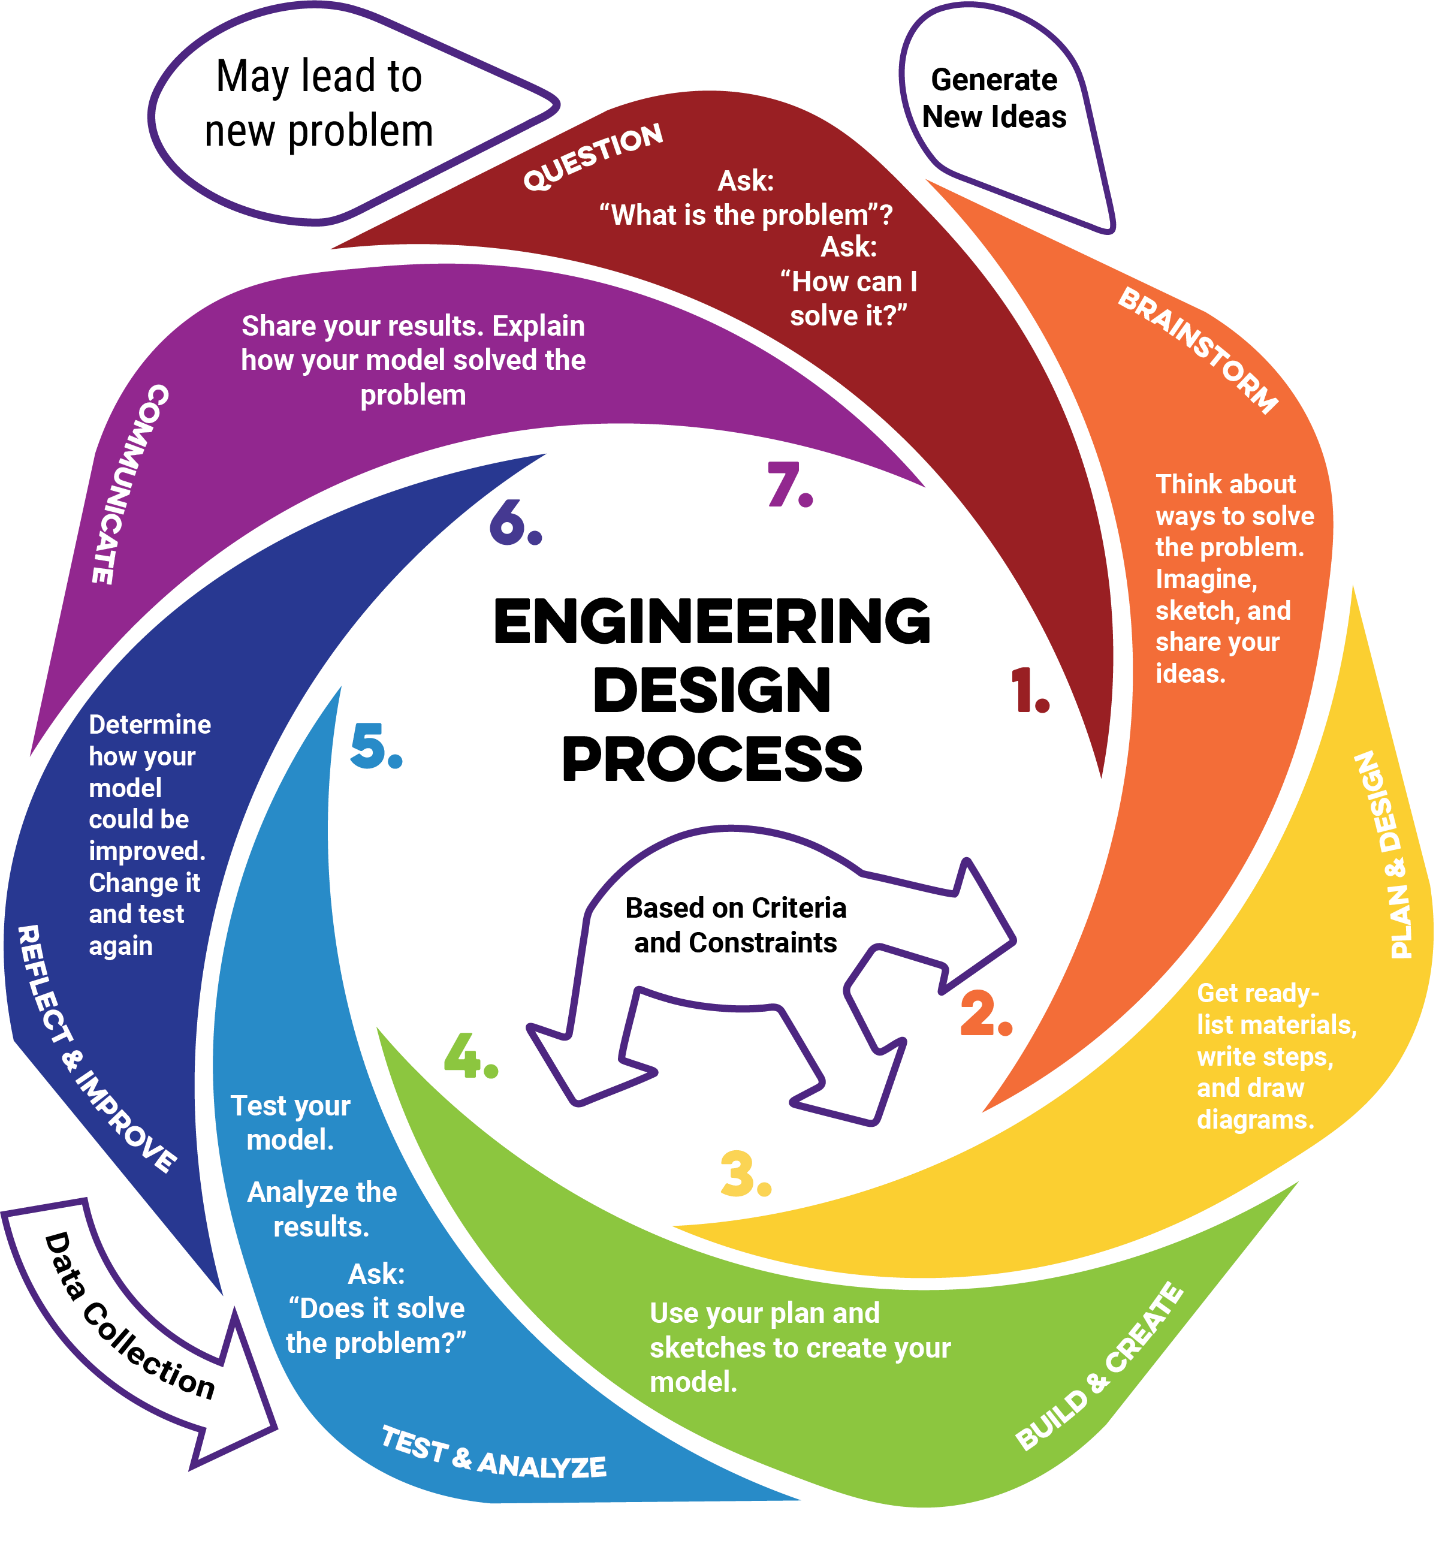 May lead to
new problem
Generate
New Ideas
QUESTION
Ask:
“What is the problem”?
Ask:
“How can I
solve it?”
BRAINSTORM
Think about
ways to solve
the problem.
Imagine,
sketch, and
share your
ideas.
PLAN & DESIGN
Get ready-
list materials,
write steps,
and draw
diagrams.
BUILD & CREATE
Use your plan and
sketches to create your
model.
TEST & ANALYZE
Test your
model.
Analyze the
results.
Ask:
“Does it solve
the problem?”
Data Collection
REFLECT & IMPROVE
Determine
how your
model
could be
improved.
Change it
and test
again
COMMUNICATE
Share your results. Explain
how your model solved the
problem
ENGINEERING
DESIGN
PROCESS
Based on Criteria
and Constraints
1.
2.
3.
4.
5.
6.
7.